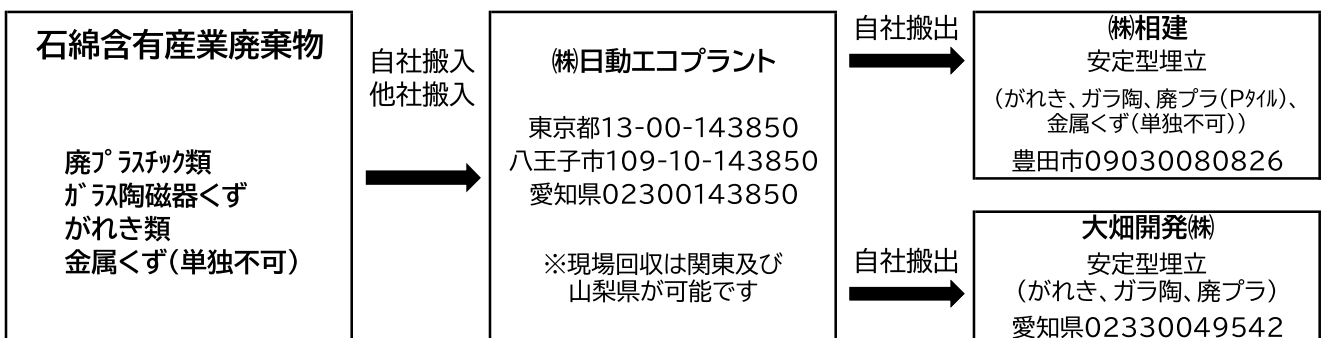 石綿含有産業廃棄物
廃ﾌﾟﾗｽﾁｯｸ類
ｶﾞﾗｽ陶磁器くず
がれき類
金属くず(単独不可)
自社搬入
他社搬入
㈱日動エコプラント
東京都13-00-143850
八王子市109-10-143850
愛知県02300143850
※現場回収は関東及び
山梨県が可能です
自社搬出
㈱相建
安定型埋立
(がれき、ガラ陶、廃プラ(Pﾀｲﾙ)、
金属くず(単独不可))
豊田市09030080826
自社搬出
大畑開発㈱
安定型埋立
(がれき、ガラ陶、廃プラ)
愛知県02330049542